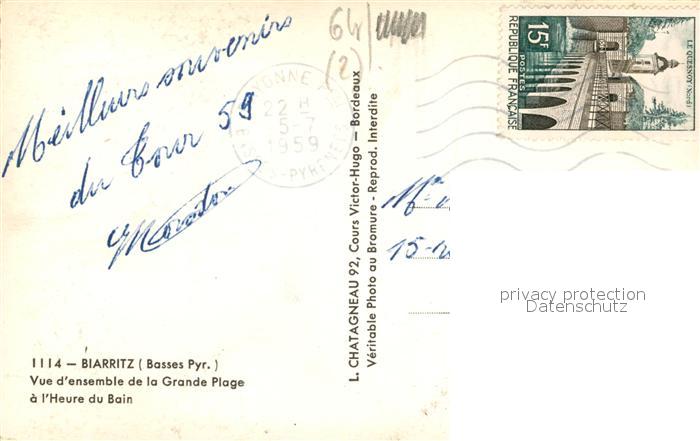 Meilleurs souvenirs
du Tour 59
64
(2)
22 H
5-7
1959
15F
POSTES
REPUBLIQUE FRANÇAISE
LE QUESNOY (Nord)
L. CHATAGNEAU 92, Cours Victor-Hugo - Bordeaux
Véritable Photo au Bromure - Reprod. Interdite
15
privacy protection
Datenschutz
1114 - BIARRITZ ( Basses Pyr. )
Vue d'ensemble de la Grande Plage
à l'Heure du Bain